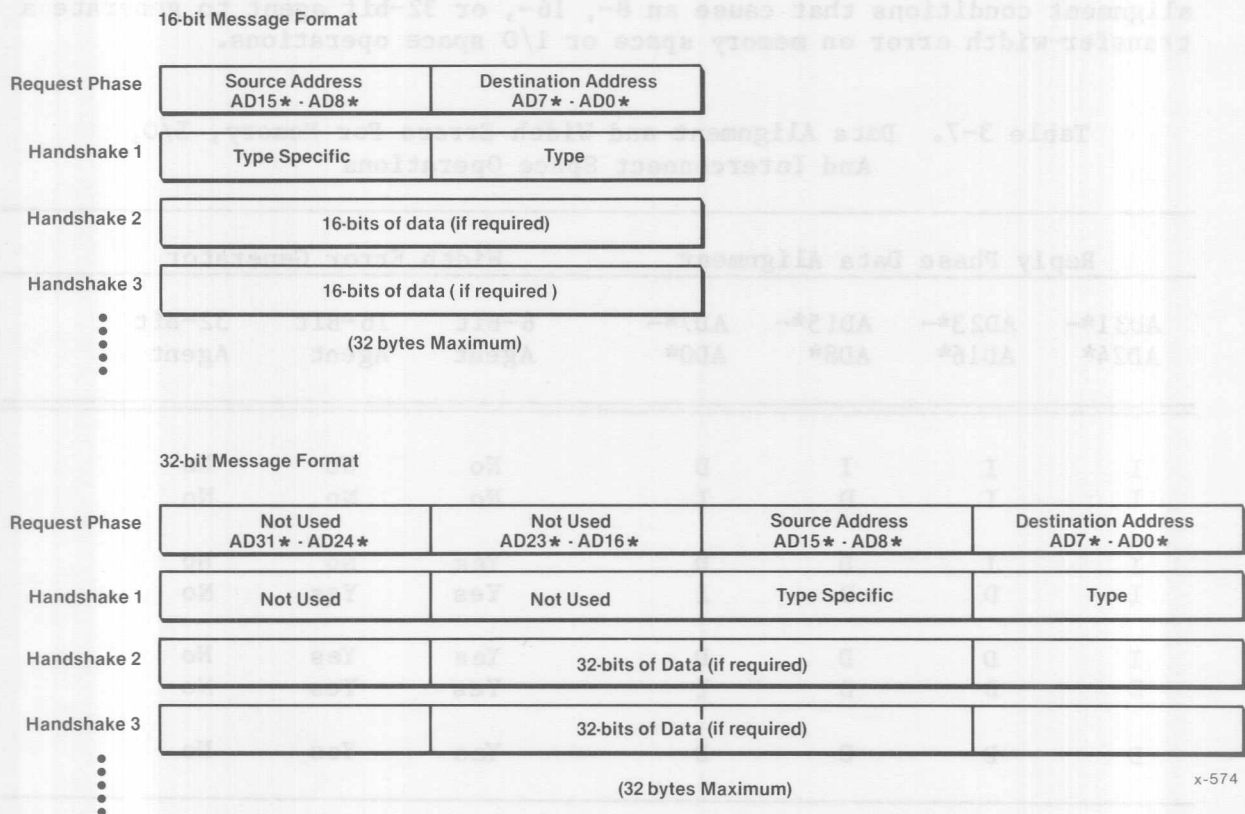 16-bit Message Format
Request Phase
Source Address
AD15* - AD8*
Destination Address
AD7* - AD0*
Handshake 1
Type Specific
Type
Handshake 2
16-bits of data (if required)
Handshake 3
16-bits of data ( if required )
(32 bytes Maximum)
32-bit Message Format
Request Phase
Not Used
AD31* - AD24*
Not Used
AD23* - AD16*
Source Address
AD15* - AD8*
Destination Address
AD7* - AD0*
Handshake 1
Not Used
Not Used
Type Specific
Type
Handshake 2
32-bits of Data (if required)
Handshake 3
32-bits of Data (if required)
(32 bytes Maximum)
x-574